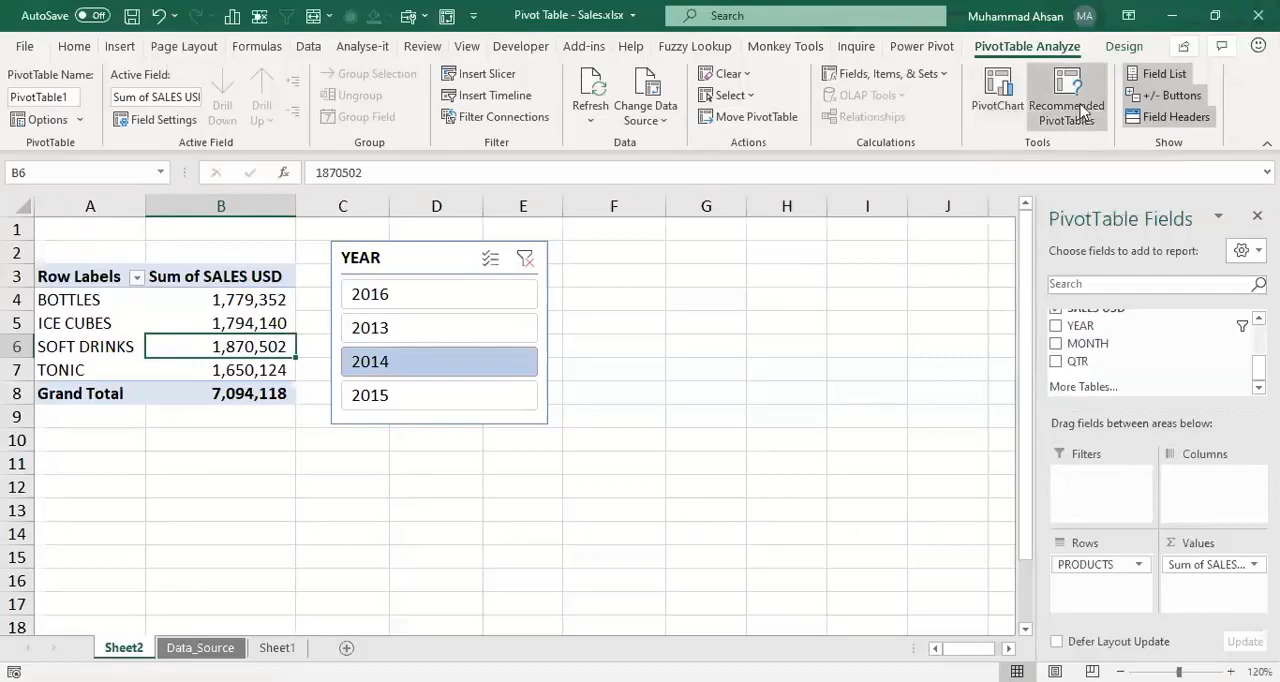 AutoSave Off
Pivot Table - Sales.xlsx
Search
Muhammad Ahsan MA
File Home Insert Page Layout Formulas Data Analyse-it Review View Developer Add-ins Help Fuzzy Lookup Monkey Tools Inquire Power Pivot PivotTable Analyze Design
PivotTable Name:
PivotTable1
Options
PivotTable
Active Field:
Sum of SALES USI
Field Settings
Drill Down
Drill Up
Active Field
Group Selection
Ungroup
Group Field
Group
Insert Slicer
Insert Timeline
Filter Connections
Filter
Refresh
Change Data Source
Data
Clear
Select
Move PivotTable
Actions
Fields, Items, & Sets
OLAP Tools
Relationships
Calculations
PivotChart
Recommended PivotTables
Tools
Field List
+/- Buttons
Field Headers
Show
B6
fx
1870502
A B C D E F G H I J
1
2
3 Row Labels Sum of SALES USD
4 BOTTLES 1,779,352
5 ICE CUBES 1,794,140
6 SOFT DRINKS 1,870,502
7 TONIC 1,650,124
8 Grand Total 7,094,118
9
10
11
12
13
14
15
16
17
18
YEAR
2016
2013
2014
2015
PivotTable Fields
Choose fields to add to report:
Search
SALES USD
YEAR
MONTH
QTR
More Tables...
Drag fields between areas below:
Filters
Columns
Rows
Values
PRODUCTS
Sum of SALES...
Defer Layout Update
Update
Sheet2 Data_Source Sheet1
120%